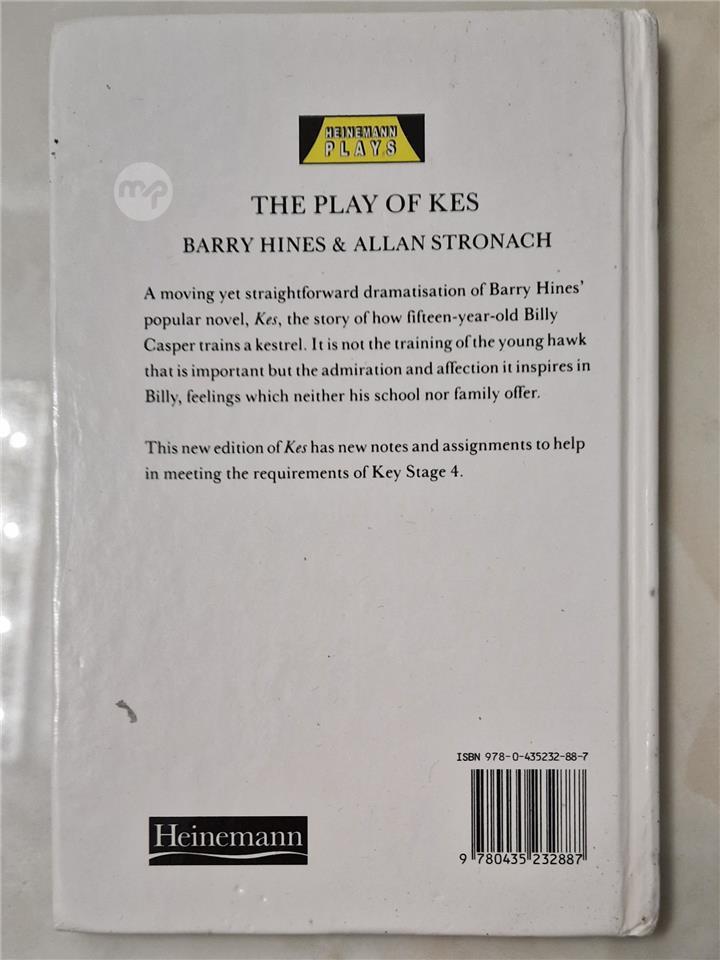 HEINEMANN
PLAYS
mp
THE PLAY OF KES
BARRY HINES & ALLAN STRONACH
A moving yet straightforward dramatisation of Barry Hines’
popular novel, Kes, the story of how fifteen-year-old Billy
Casper trains a kestrel. It is not the training of the young hawk
that is important but the admiration and affection it inspires in
Billy, feelings which neither his school nor family offer.
This new edition of Kes has new notes and assignments to help
in meeting the requirements of Key Stage 4.
ISBN 978-0-435232-88-7
Heinemann
9 780435 232887